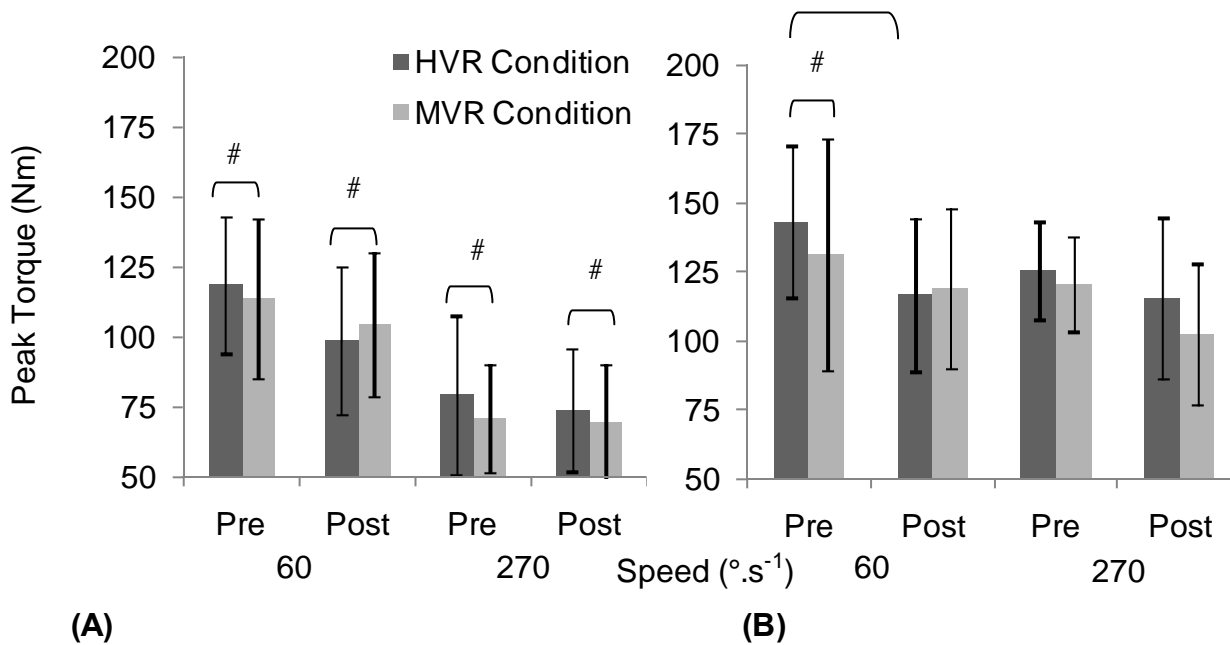 200
175
150
125
100
75
50
Peak Torque (Nm)
HVR Condition
MVR Condition
#
#
#
#
Pre
Post
Pre
Post
60
270
Speed (°.s⁻¹)
(A)
200
175
150
125
100
75
50
#
Pre
Post
Pre
Post
60
270
(B)